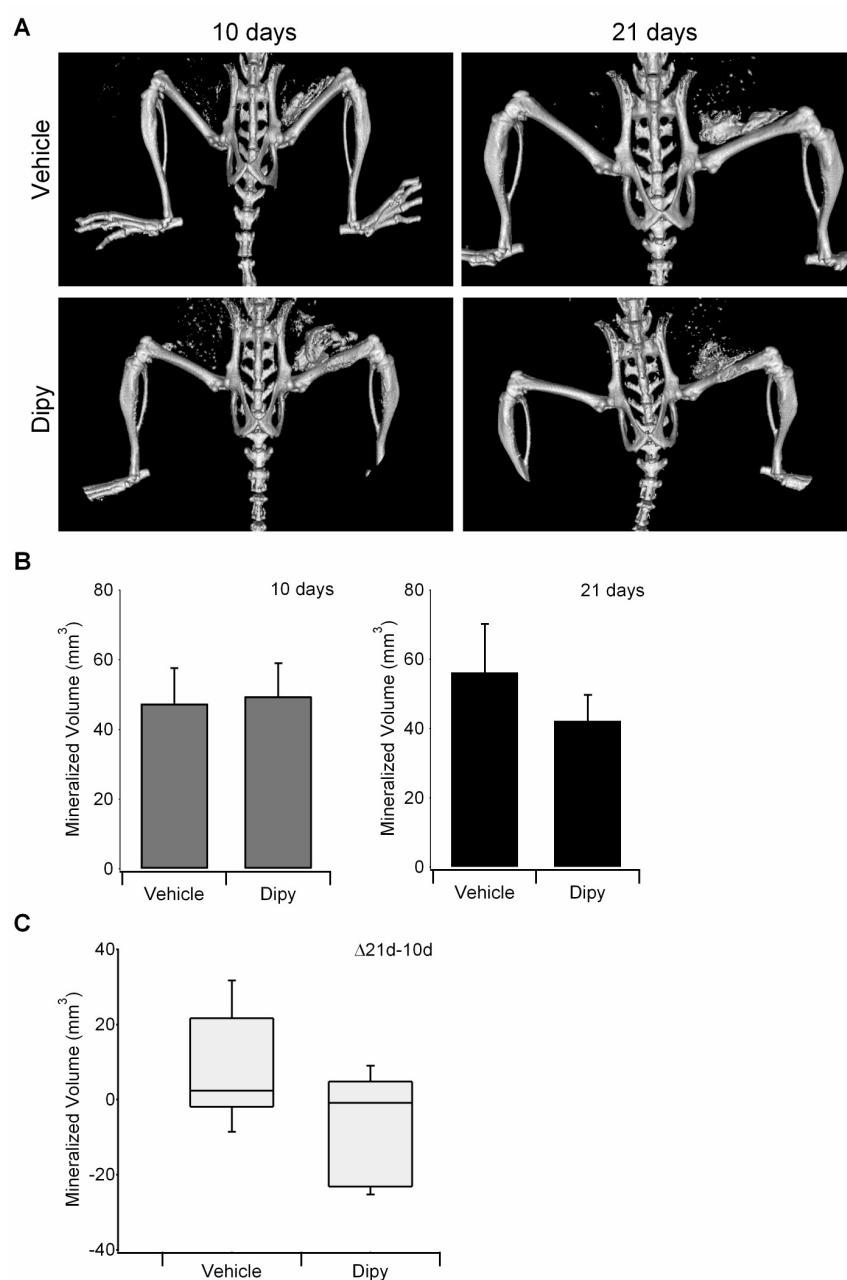 A
10 days
21 days
Vehicle
Dipy
B
80
60
40
20
0
Mineralized Volume (mm³)
10 days
Vehicle
Dipy
80
60
40
20
0
Mineralized Volume (mm³)
21 days
Vehicle
Dipy
C
40
20
0
-20
-40
Mineralized Volume (mm³)
Δ21d-10d
Vehicle
Dipy